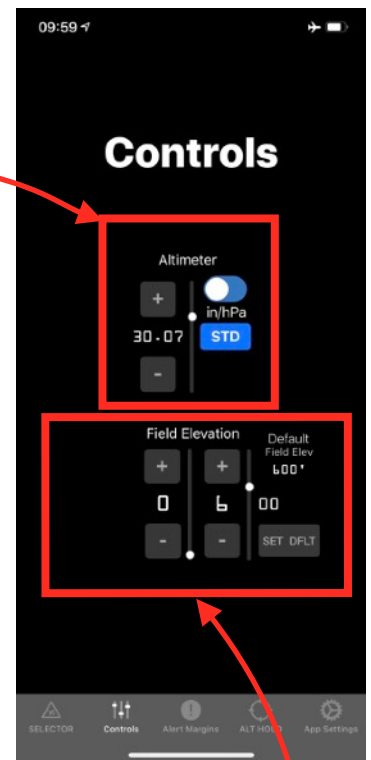 09:59
Controls
Altimeter
+
in/hPa
30.07 STD
-
Field Elevation
Default
Field Elev
600'
+ +
0 6 00
- - SET DFLT
SELECTOR Controls Alert Margins ALT HOLD App Settings